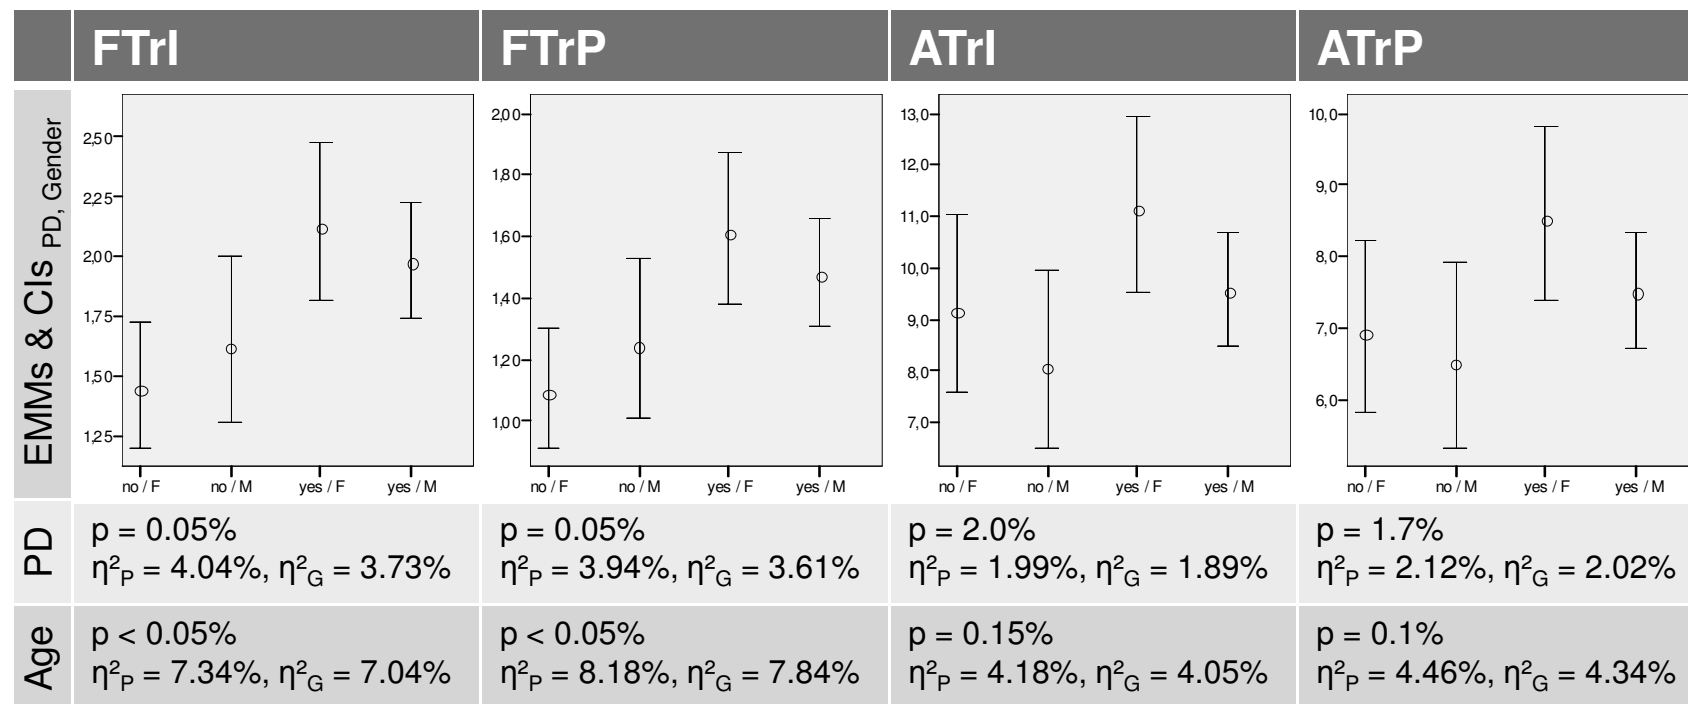 FTrI FTrP ATrI ATrP
EMMs & CIs PD, Gender
2,50
2,25
2,00
1,75
1,50
1,25
no / F no / M yes / F yes / M
2,00
1,80
1,60
1,40
1,20
1,00
no / F no / M yes / F yes / M
13,0
12,0
11,0
10,0
9,0
8,0
7,0
no / F no / M yes / F yes / M
10,0
9,0
8,0
7,0
6,0
no / F no / M yes / F yes / M
PD
p = 0.05%
η²P = 4.04%, η²G = 3.73%
p = 0.05%
η²P = 3.94%, η²G = 3.61%
p = 2.0%
η²P = 1.99%, η²G = 1.89%
p = 1.7%
η²P = 2.12%, η²G = 2.02%
Age
p < 0.05%
η²P = 7.34%, η²G = 7.04%
p < 0.05%
η²P = 8.18%, η²G = 7.84%
p = 0.15%
η²P = 4.18%, η²G = 4.05%
p = 0.1%
η²P = 4.46%, η²G = 4.34%